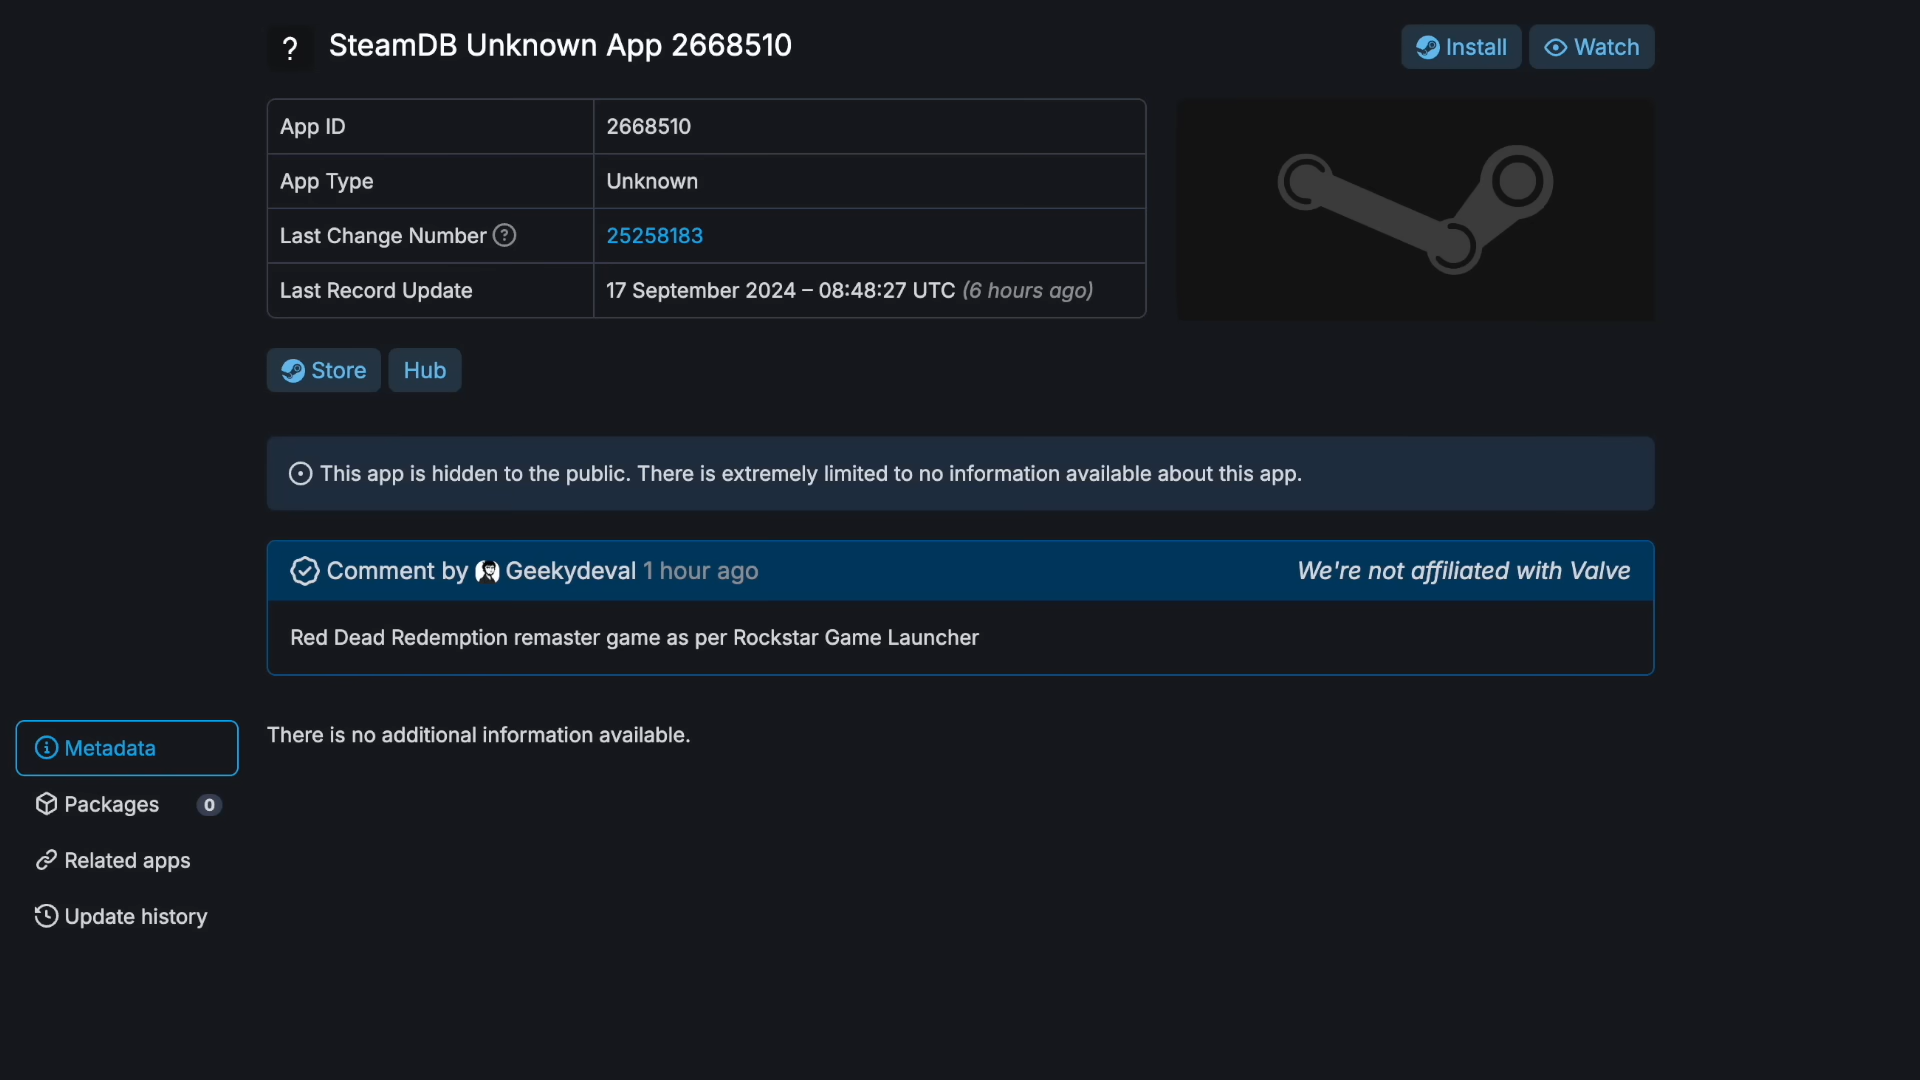 ? SteamDB Unknown App 2668510
Install
Watch
App ID 2668510
App Type Unknown
Last Change Number 25258183
Last Record Update 17 September 2024 – 08:48:27 UTC (6 hours ago)
Store
Hub
This app is hidden to the public. There is extremely limited to no information available about this app.
Comment by Geekydeval 1 hour ago We're not affiliated with Valve
Red Dead Redemption remaster game as per Rockstar Game Launcher
Metadata
There is no additional information available.
Packages 0
Related apps
Update history